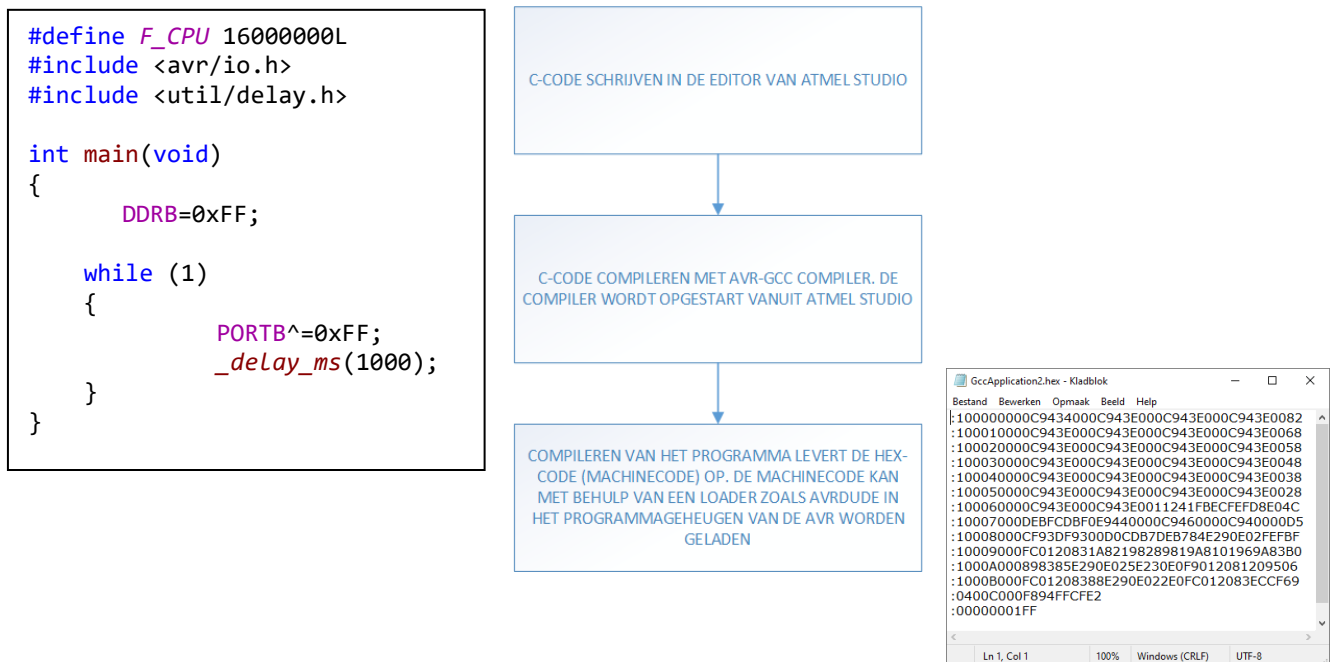 #define F_CPU 16000000L
#include <avr/io.h>
#include <util/delay.h>
int main(void)
{
DDRB=0xFF;
while (1)
{
PORTB^=0xFF;
_delay_ms(1000);
}
}
C-CODE SCHRIJVEN IN DE EDITOR VAN ATMEL STUDIO
C-CODE COMPILEREN MET AVR-GCC COMPILER. DE
COMPILER WORDT OPGESTART VANUIT ATMEL STUDIO
COMPILEREN VAN HET PROGRAMMA LEVERT DE HEX-
CODE (MACHINECODE) OP. DE MACHINECODE KAN
MET BEHULP VAN EEN LOADER ZOALS AVRDUDE IN
HET PROGRAMMAGEHEUGEN VAN DE AVR WORDEN
GELADEN
GccApplication2.hex - Kladblok
Bestand Bewerken Opmaak Beeld Help
:100000000C9434000C943E000C943E000C943E0082
:100010000C943E000C943E000C943E000C943E0068
:100020000C943E000C943E000C943E000C943E0058
:100030000C943E000C943E000C943E000C943E0048
:100040000C943E000C943E000C943E000C943E0038
:100050000C943E000C943E000C943E000C943E0028
:100060000C943E000C943E0011241FBECFEFD8E04C
:10007000DEBFCDBF0E9440000C9460000C940000D5
:10008000CF93DF9300D0CDB7DEB784E290E02FEFBF
:10009000FC0120831A82198289819A8101969A83B0
:1000A000898385E290E025E230E0F9012081209506
:1000B000FC01208388E290E022E0FC012083ECCF69
:0400C000F894FFCFE2
:00000001FF
Ln 1, Col 1 100% Windows (CRLF) UTF-8